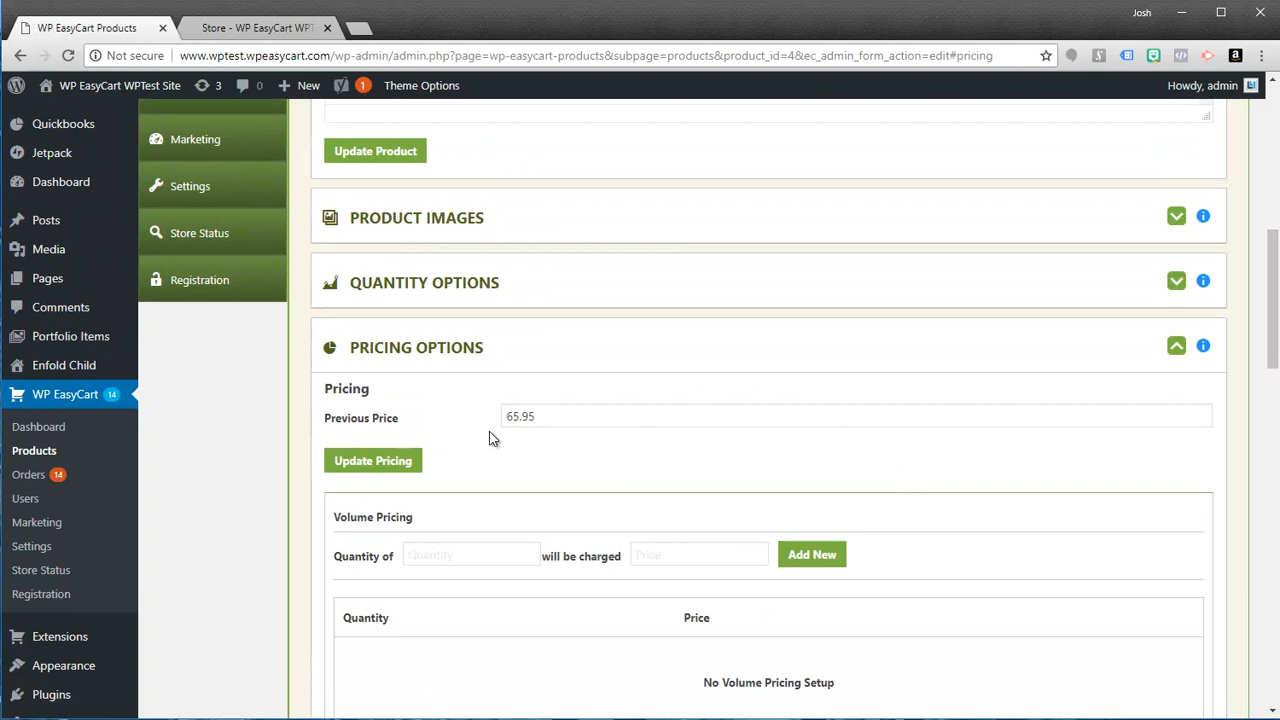 Josh
WP EasyCart Products
Store - WP EasyCart WPT
Not secure
www.wptest.wpeasycart.com/wp-admin/admin.php?page=wp-easycart-products&subpage=products&product_id=4&ec_admin_form_action=edit#pricing
WP EasyCart WPTest Site
3
0
New
1
Theme Options
Howdy, admin
Quickbooks
Jetpack
Dashboard
Posts
Media
Pages
Comments
Portfolio Items
Enfold Child
WP EasyCart 14
Dashboard
Products
Orders 14
Users
Marketing
Settings
Store Status
Registration
Extensions
Appearance
Plugins
Marketing
Settings
Store Status
Registration
Update Product
PRODUCT IMAGES
QUANTITY OPTIONS
PRICING OPTIONS
Pricing
Previous Price 65.95
Update Pricing
Volume Pricing
Quantity of Quantity will be charged Price Add New
Quantity Price
No Volume Pricing Setup